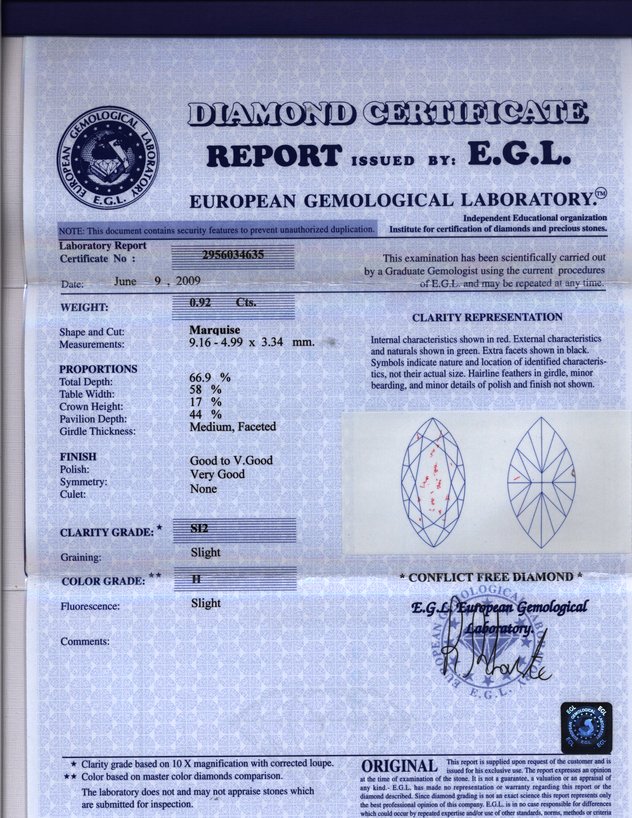 EUROPEAN GEMOLOGICAL LABORATORY
E.G.L.
DIAMOND CERTIFICATE
REPORT ISSUED BY: E.G.L.
EUROPEAN GEMOLOGICAL LABORATORY.™
Independent Educational organization
NOTE: This document contains security features to prevent unauthorized duplication.
Institute for certification of diamonds and precious stones.
Laboratory Report
Certificate No : 2956034635
Date: June 9 , 2009
This examination has been scientifically carried out
by a Graduate Gemologist using the current procedures
of E.G.L. and may be repeated at any time.
WEIGHT: 0.92 Cts.
Shape and Cut: Marquise
Measurements: 9.16 - 4.99 x 3.34 mm.
PROPORTIONS
Total Depth: 66.9 %
Table Width: 58 %
Crown Height: 17 %
Pavilion Depth: 44 %
Girdle Thickness: Medium, Faceted
FINISH
Polish: Good to V.Good
Symmetry: Very Good
Culet: None
CLARITY GRADE: * SI2
Graining: Slight
COLOR GRADE: ** H
Fluorescence: Slight
Comments:
CLARITY REPRESENTATION
Internal characteristics shown in red. External characteristics
and naturals shown in green. Extra facets shown in black.
Symbols indicate nature and location of identified characteris-
tics, not their actual size. Hairline feathers in girdle, minor
bearding, and minor details of polish and finish not shown.
* CONFLICT FREE DIAMOND *
E.G.L. European Gemological
Laboratory.
EUROPEAN GEMOLOGICAL LABORATORY
E.G.L.
EGL EGL
EGL EGL
* Clarity grade based on 10 X magnification with corrected loupe.
** Color based on master color diamonds comparison.
The laboratory does not and may not appraise stones which
are submitted for inspection.
ORIGINAL This report is supplied upon request of the customer and is
issued for his exclusive use. The report expresses an opinion
at the time of examination of the stone. It is not a guarantee, a valuation or an appraisal of
any kind.- E.G.L. has made no representation or warranty regarding this report or the
diamond described. Since diamond grading is not an exact science this report represents only
the best professional opinion of this company. E.G.L. is in no case responsible for differences
which could occur by repeated expertize and/or use of other standards, norms, methods or criteria